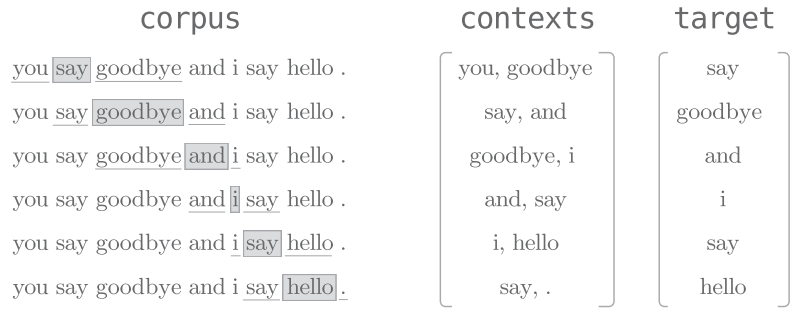 corpus contexts target
you say goodbye and i say hello . you, goodbye say
you say goodbye and i say hello . say, and goodbye
you say goodbye and i say hello . goodbye, i and
you say goodbye and i say hello . and, say i
you say goodbye and i say hello . i, hello say
you say goodbye and i say hello . say, . hello